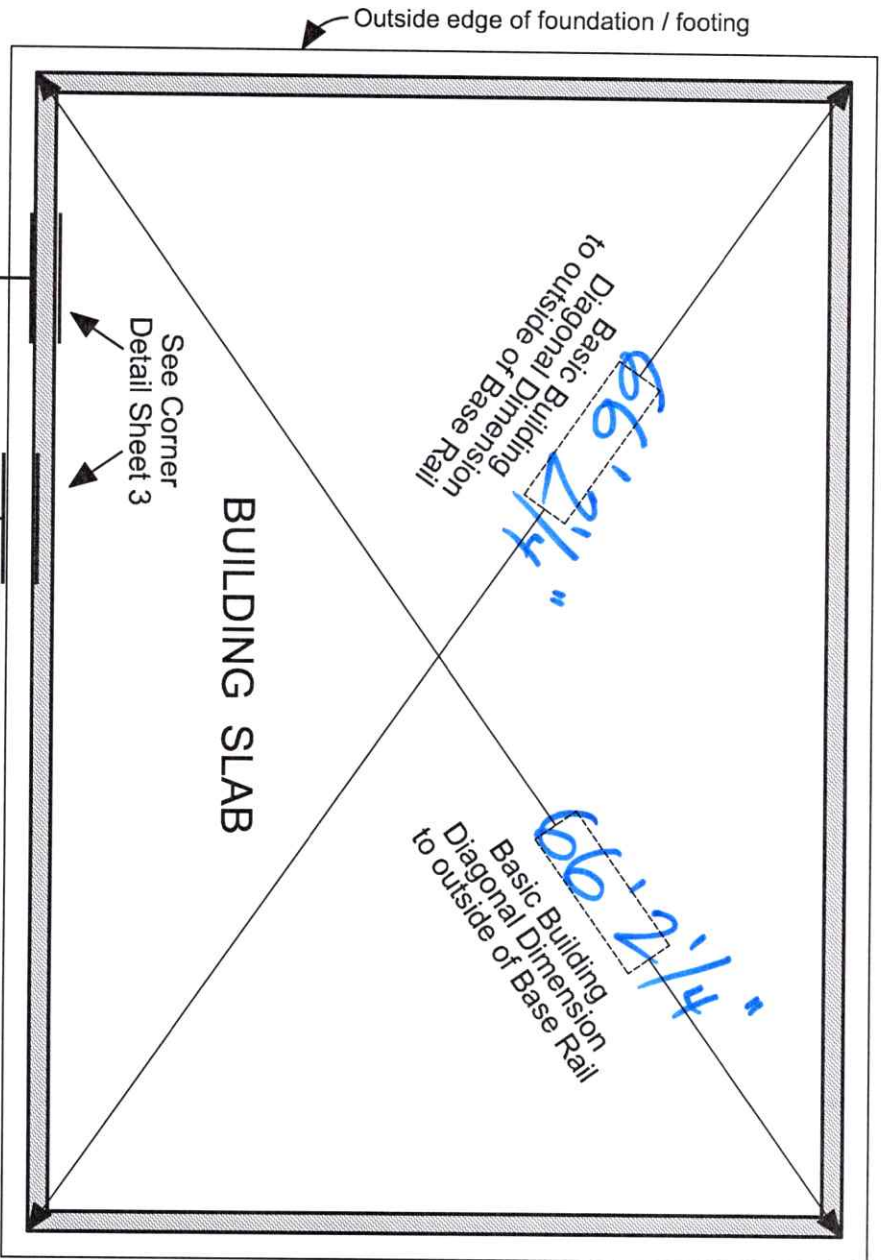 Outside edge of foundation / footing
Basic Building
Diagonal Dimension
to outside of Base Rail
66' 2 1/4"
66' 2 1/4"
Basic Building
Diagonal Dimension
to outside of Base Rail
See Corner
Detail Sheet 3
BUILDING SLAB